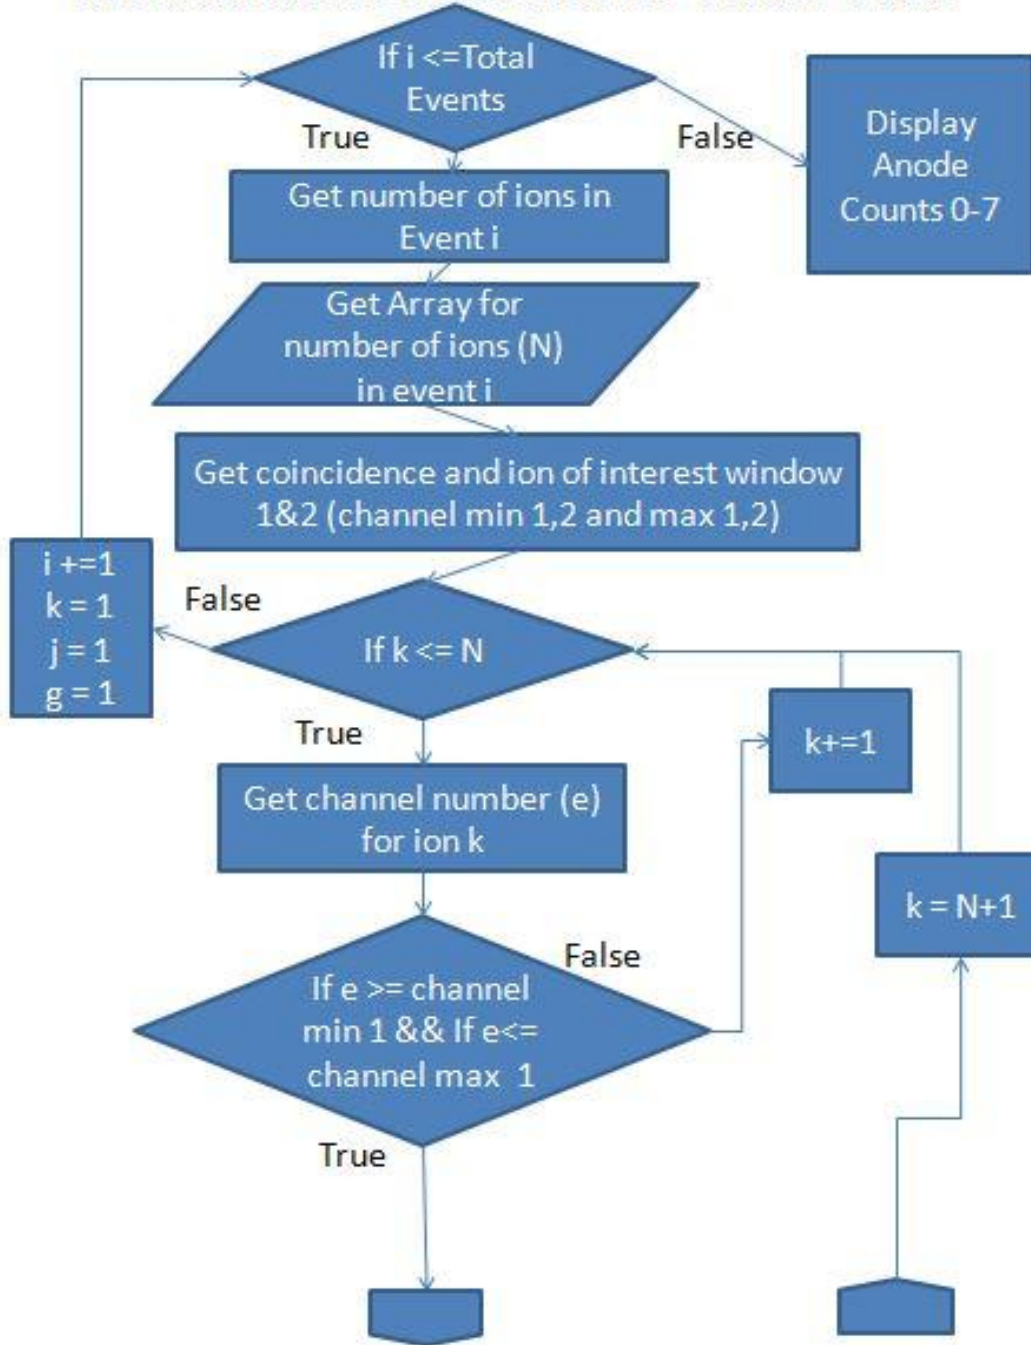 If i <=Total
Events
True
False
Display
Anode
Counts 0-7
Get number of ions in
Event i
Get Array for
number of ions (N)
in event i
Get coincidence and ion of interest window
1&2 (channel min 1,2 and max 1,2)
i +=1
k = 1
j = 1
g = 1
False
If k <= N
True
k+=1
Get channel number (e)
for ion k
k = N+1
False
If e >= channel
min 1 && If e<=
channel max 1
True